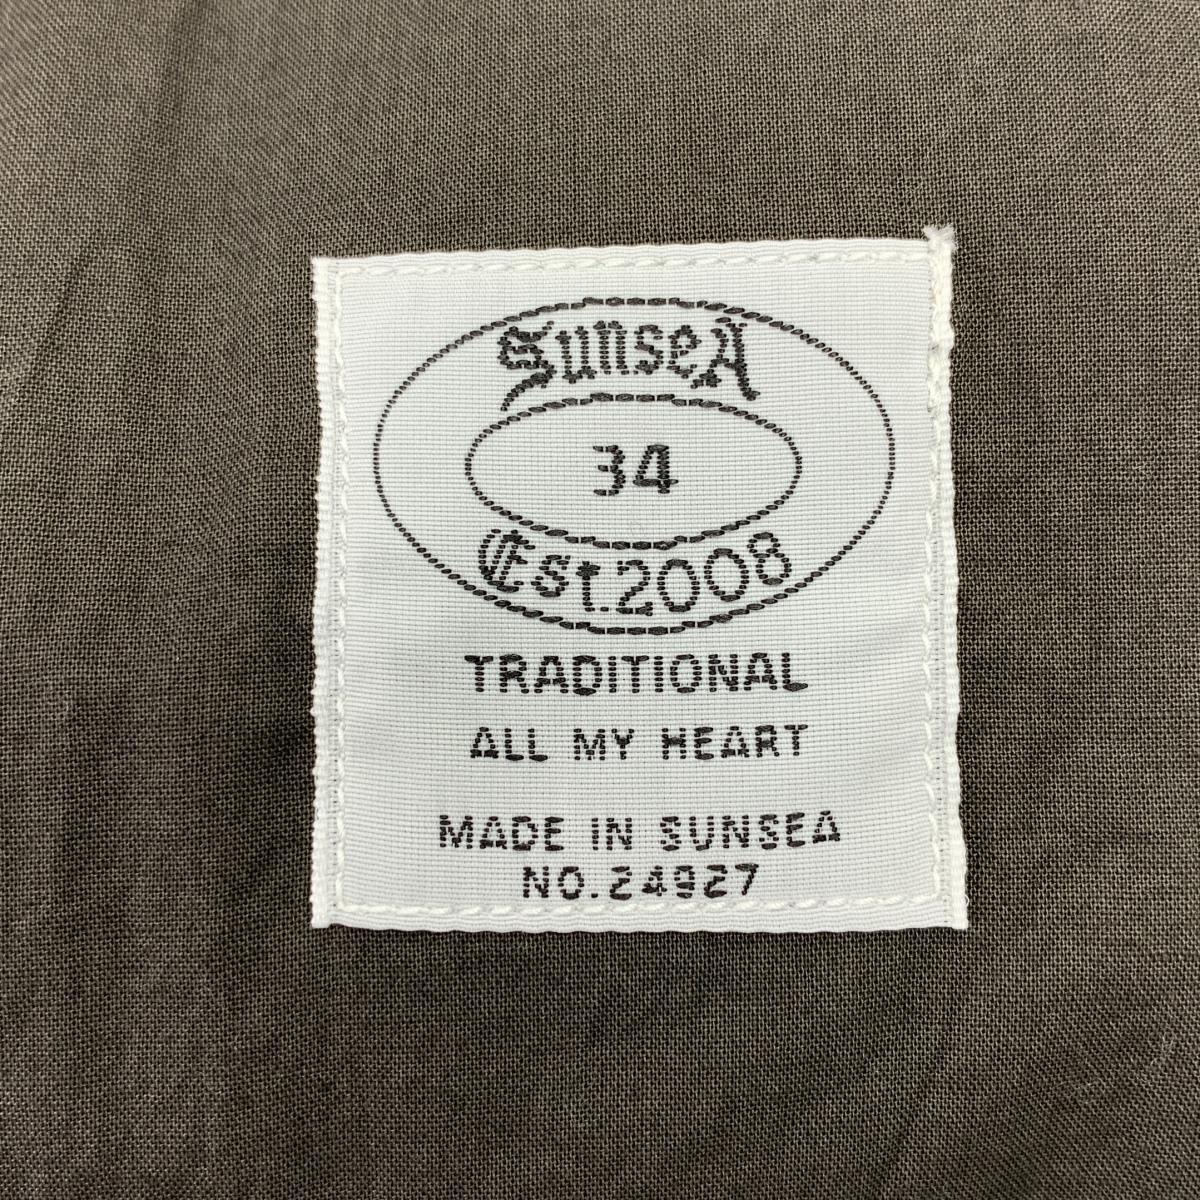 SunseA
34
Est.2008
TRADITIONAL
ALL MY HEART
MADE IN SUNSEA
NO.24927